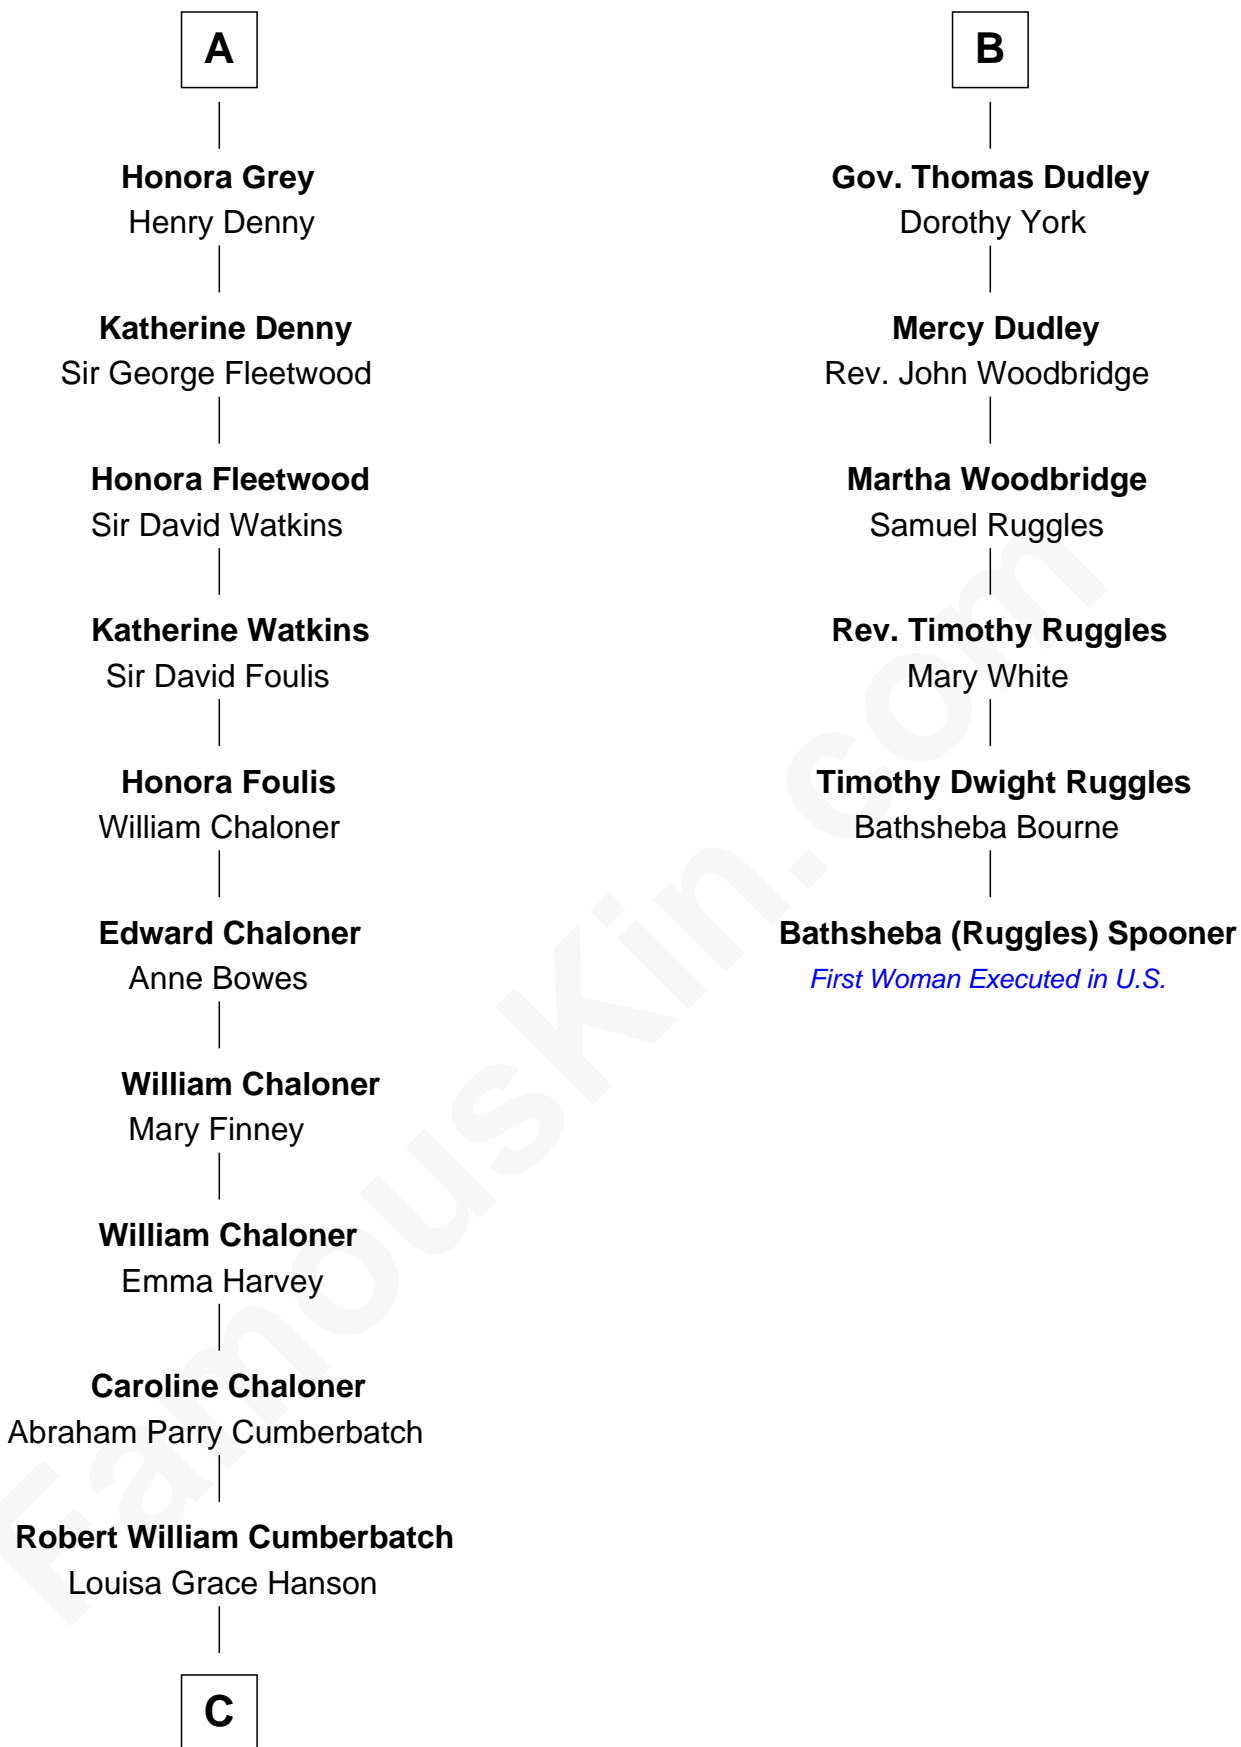 A
Honora Grey
Henry Denny
Katherine Denny
Sir George Fleetwood
Honora Fleetwood
Sir David Watkins
Katherine Watkins
Sir David Foulis
Honora Foulis
William Chaloner
Edward Chaloner
Anne Bowes
William Chaloner
Mary Finney
William Chaloner
Emma Harvey
Caroline Chaloner
Abraham Parry Cumberbatch
Robert William Cumberbatch
Louisa Grace Hanson
C
B
Gov. Thomas Dudley
Dorothy York
Mercy Dudley
Rev. John Woodbridge
Martha Woodbridge
Samuel Ruggles
Rev. Timothy Ruggles
Mary White
Timothy Dwight Ruggles
Bathsheba Bourne
Bathsheba (Ruggles) Spooner
First Woman Executed in U.S.
FamousKin.com